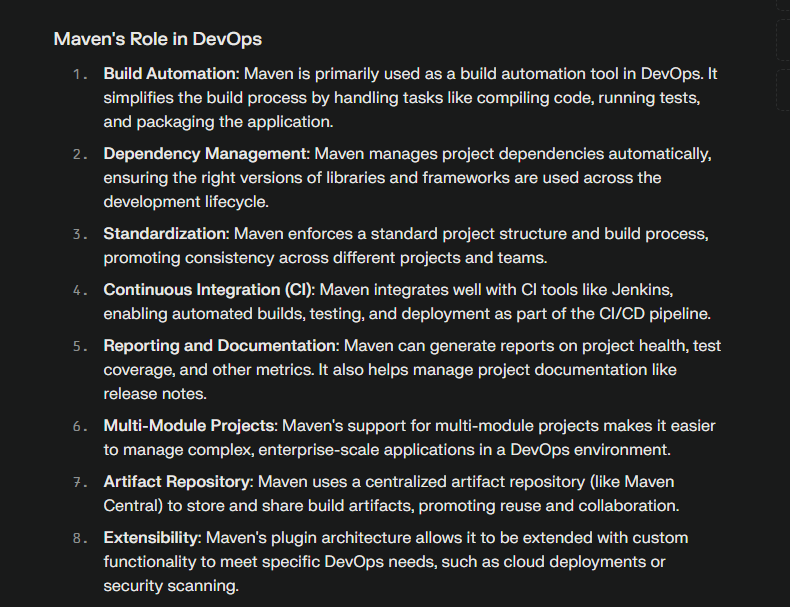 Maven's Role in DevOps
1. Build Automation: Maven is primarily used as a build automation tool in DevOps. It
simplifies the build process by handling tasks like compiling code, running tests,
and packaging the application.
2. Dependency Management: Maven manages project dependencies automatically,
ensuring the right versions of libraries and frameworks are used across the
development lifecycle.
3. Standardization: Maven enforces a standard project structure and build process,
promoting consistency across different projects and teams.
4. Continuous Integration (CI): Maven integrates well with CI tools like Jenkins,
enabling automated builds, testing, and deployment as part of the CI/CD pipeline.
5. Reporting and Documentation: Maven can generate reports on project health, test
coverage, and other metrics. It also helps manage project documentation like
release notes.
6. Multi-Module Projects: Maven's support for multi-module projects makes it easier
to manage complex, enterprise-scale applications in a DevOps environment.
7. Artifact Repository: Maven uses a centralized artifact repository (like Maven
Central) to store and share build artifacts, promoting reuse and collaboration.
8. Extensibility: Maven's plugin architecture allows it to be extended with custom
functionality to meet specific DevOps needs, such as cloud deployments or
security scanning.